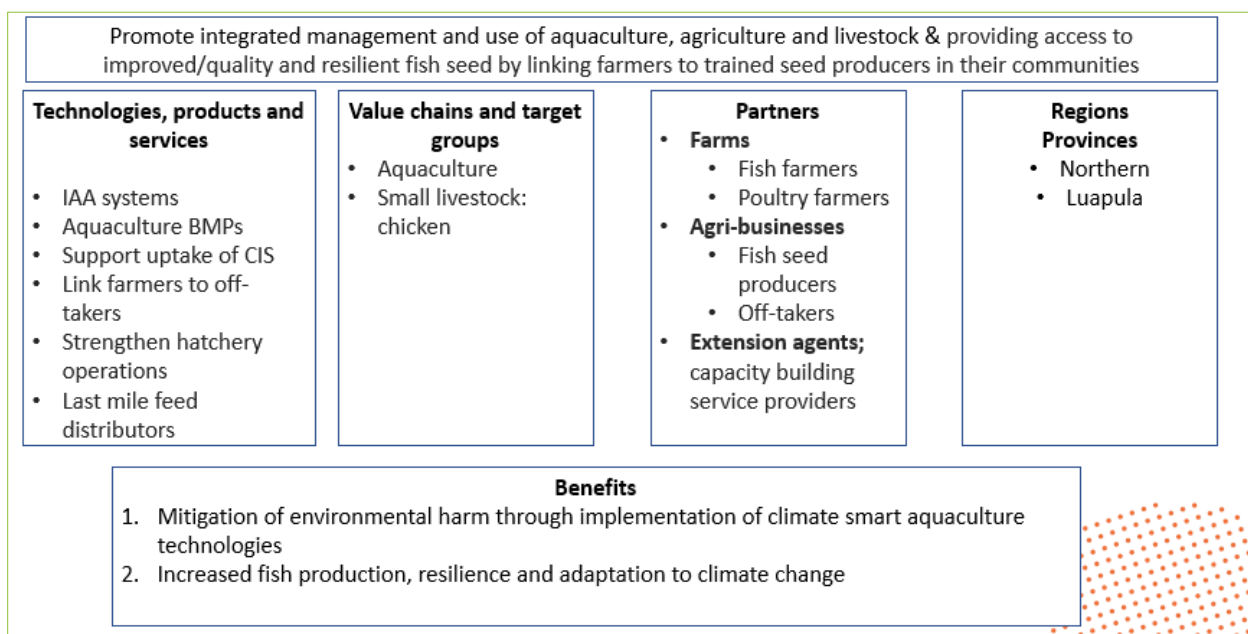 Promote integrated management and use of aquaculture, agriculture and livestock & providing access to
improved/quality and resilient fish seed by linking farmers to trained seed producers in their communities
Technologies, products and
services
• IAA systems
• Aquaculture BMPs
• Support uptake of CIS
• Link farmers to off-
takers
• Strengthen hatchery
operations
• Last mile feed
distributors
Value chains and target
groups
• Aquaculture
• Small livestock:
chicken
Partners
• Farms
• Fish farmers
• Poultry farmers
• Agri-businesses
• Fish seed
producers
• Off-takers
• Extension agents;
capacity building
service providers
Regions
Provinces
• Northern
• Luapula
Benefits
1. Mitigation of environmental harm through implementation of climate smart aquaculture
technologies
2. Increased fish production, resilience and adaptation to climate change